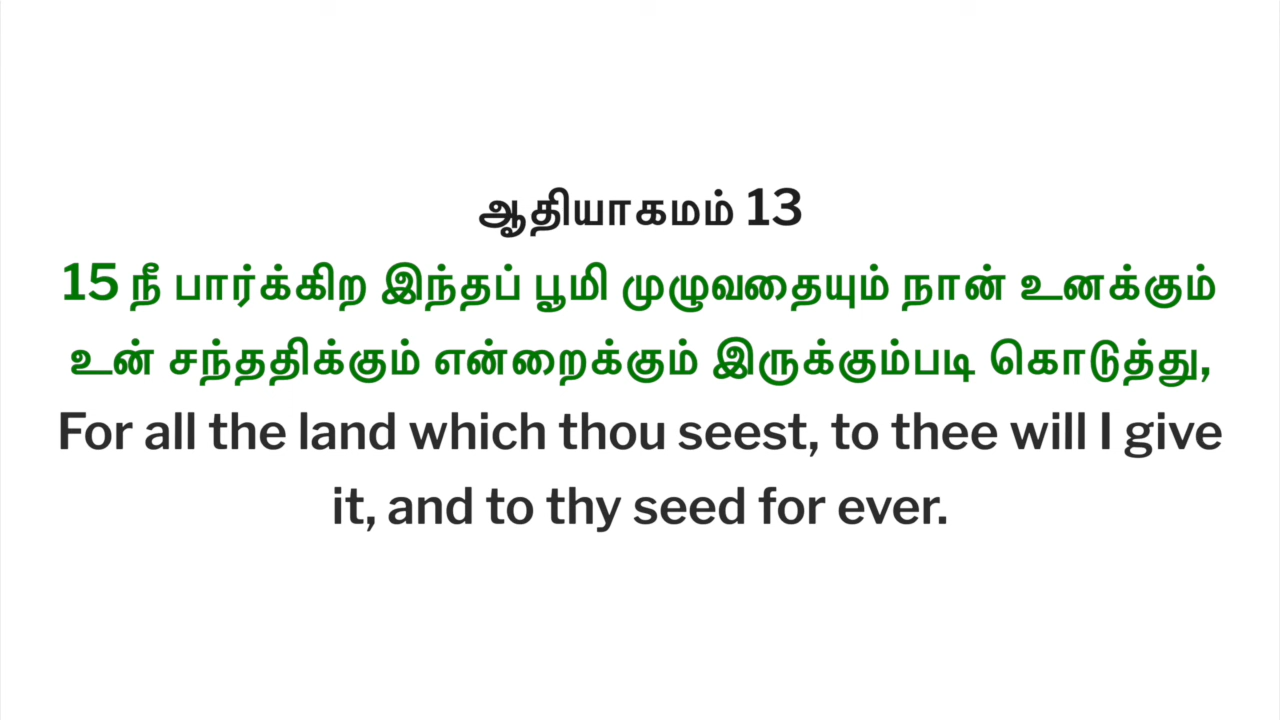 ஆதியாகமம் 13
15 நீ பார்க்கிற இந்தப் பூமி முழுவதையும் நான் உனக்கும்
உன் சந்ததிக்கும் என்றைக்கும் இருக்கும்படி கொடுத்து,
For all the land which thou seest, to thee will I give
it, and to thy seed for ever.